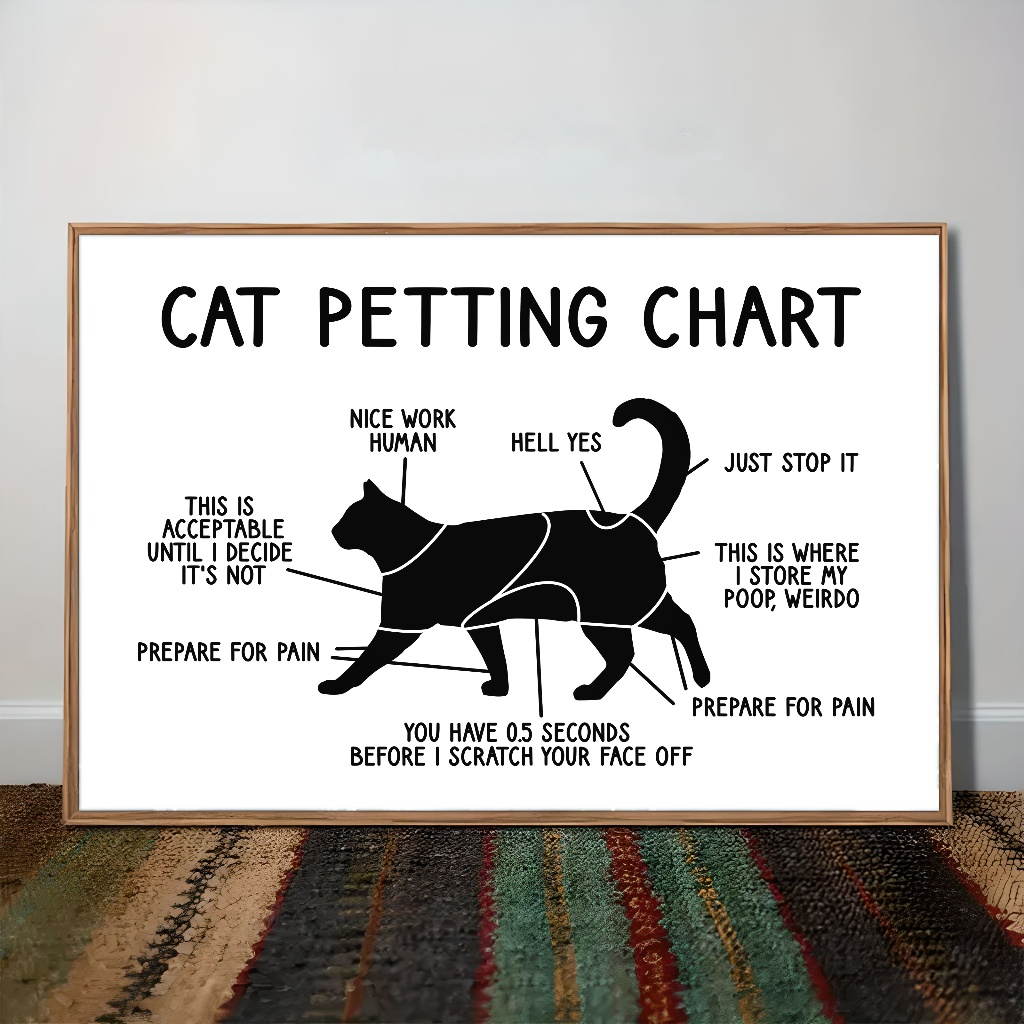 CAT PETTING CHART
NICE WORK
HUMAN
HELL YES
JUST STOP IT
THIS IS
ACCEPTABLE
UNTIL I DECIDE
IT'S NOT
THIS IS WHERE
I STORE MY
POOP, WEIRDO
PREPARE FOR PAIN
PREPARE FOR PAIN
YOU HAVE 0.5 SECONDS
BEFORE I SCRATCH YOUR FACE OFF